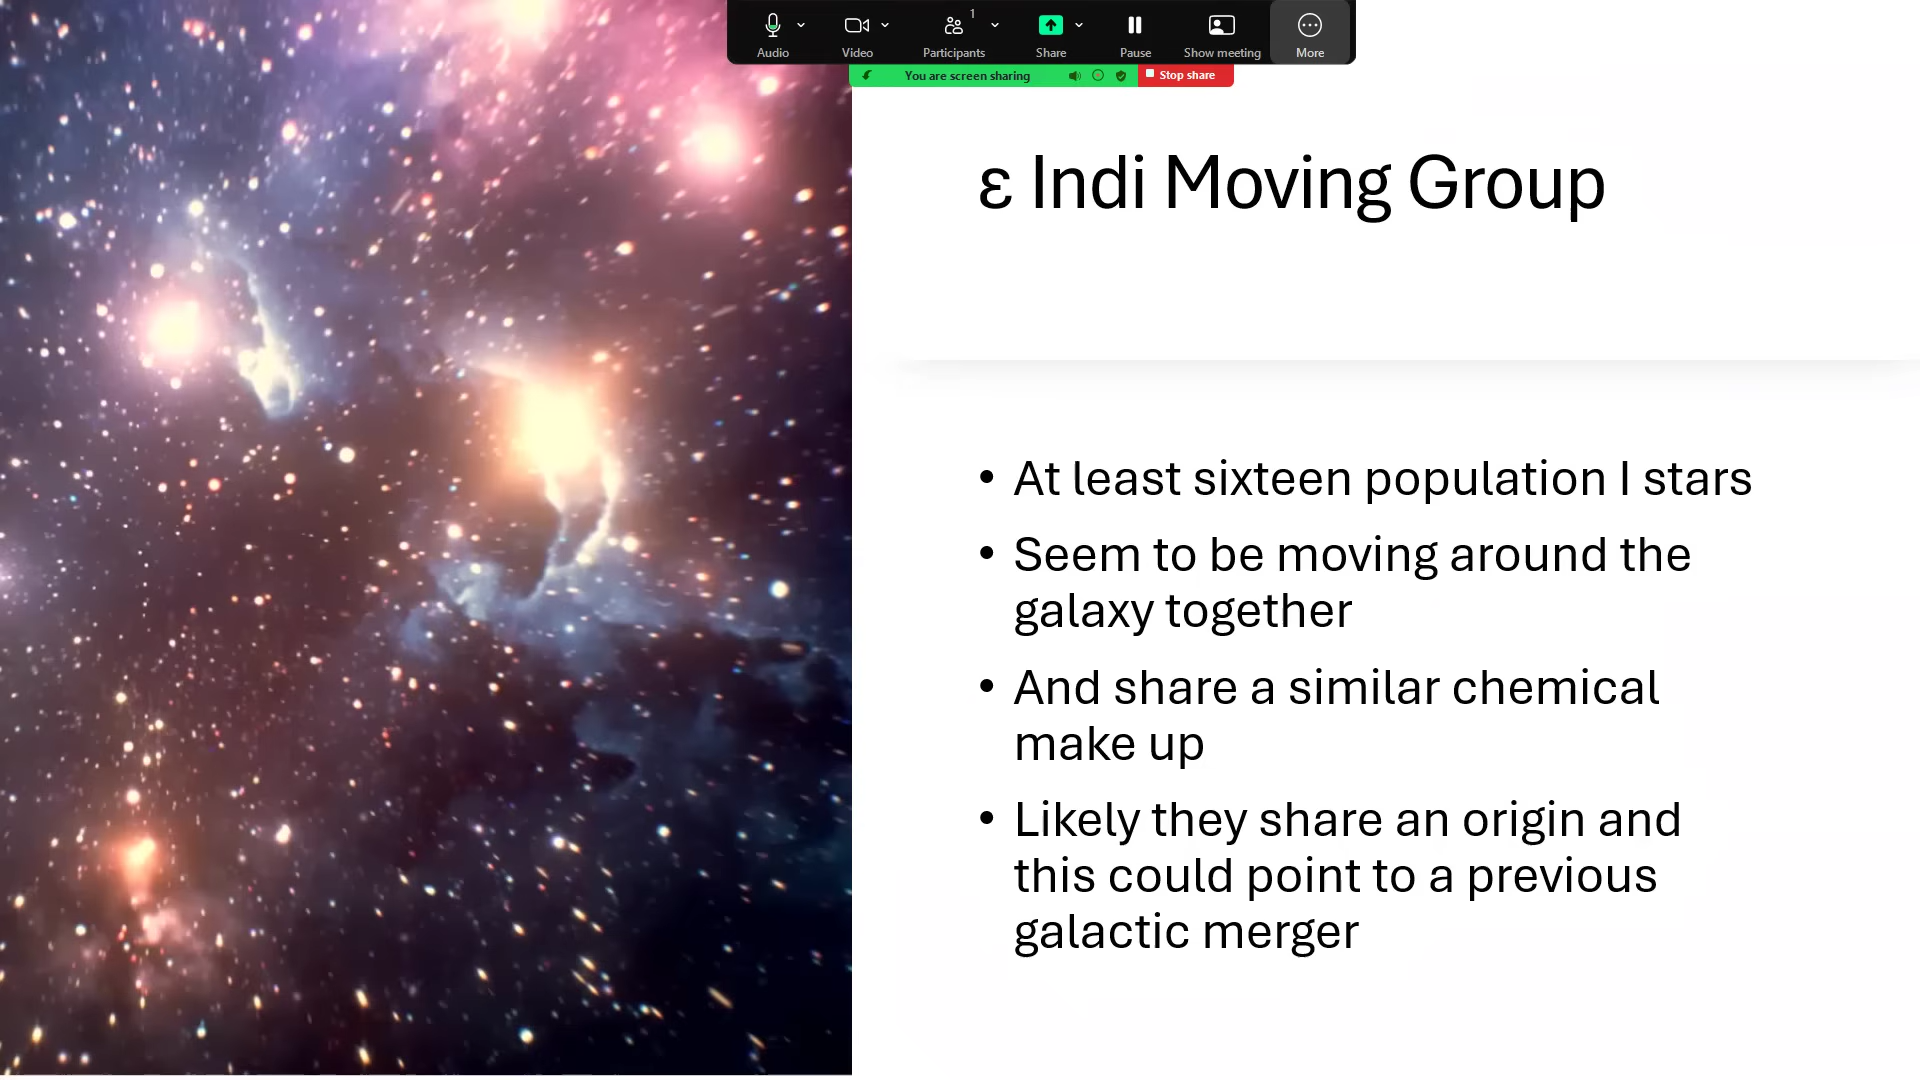 1
Audio Video Participants Share Pause Show meeting More
You are screen sharing Stop share
ε Indi Moving Group
• At least sixteen population I stars
• Seem to be moving around the
galaxy together
• And share a similar chemical
make up
• Likely they share an origin and
this could point to a previous
galactic merger